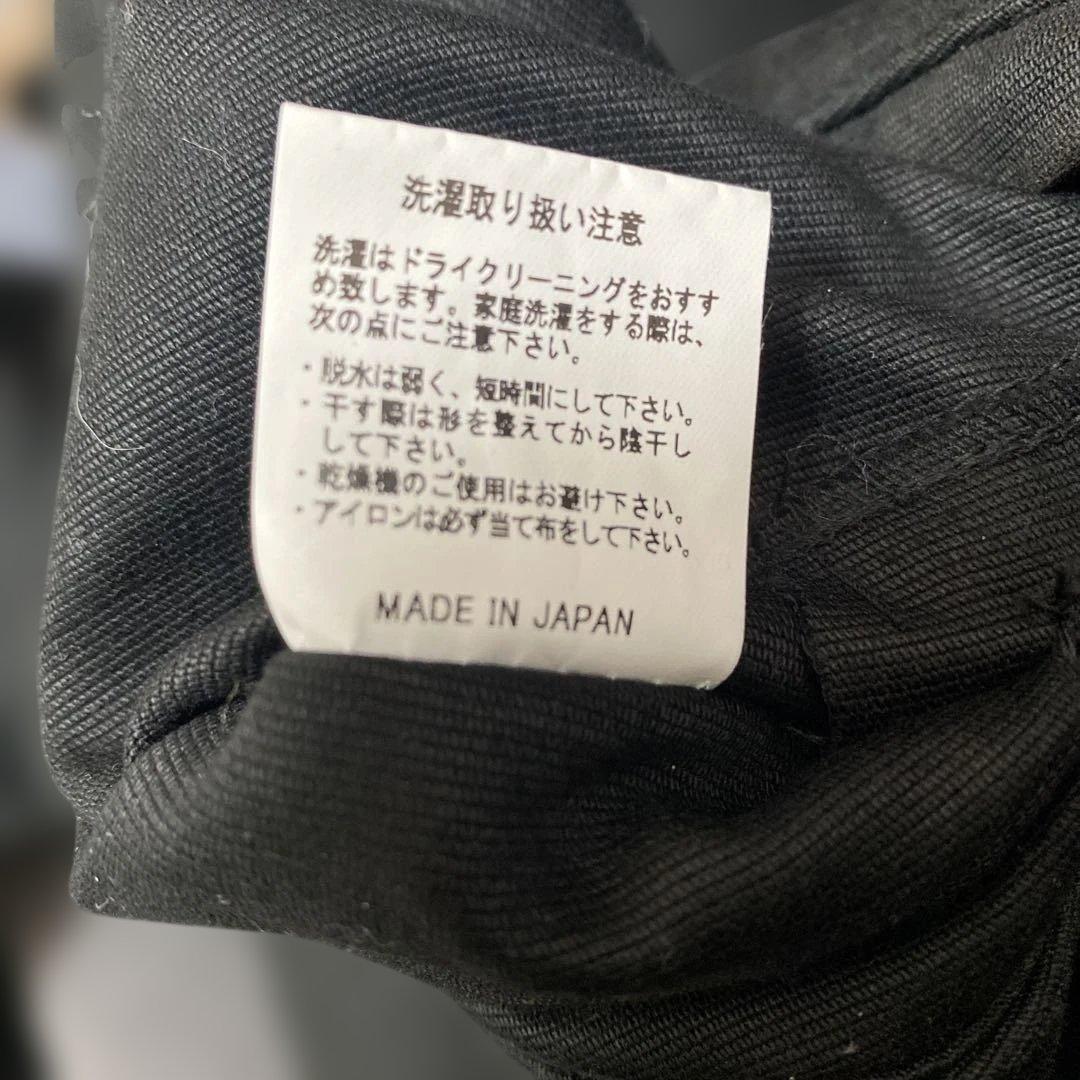 洗濯取り扱い注意
洗濯はドライクリーニングをおすす
め致します。家庭洗濯をする際は、
次の点にご注意下さい。
・脱水は弱く、短時間にして下さい。
・干す際は形を整えてから陰干し
して下さい。
・乾燥機のご使用はお避け下さい。
・アイロンは必ず当て布をして下さい。
MADE IN JAPAN